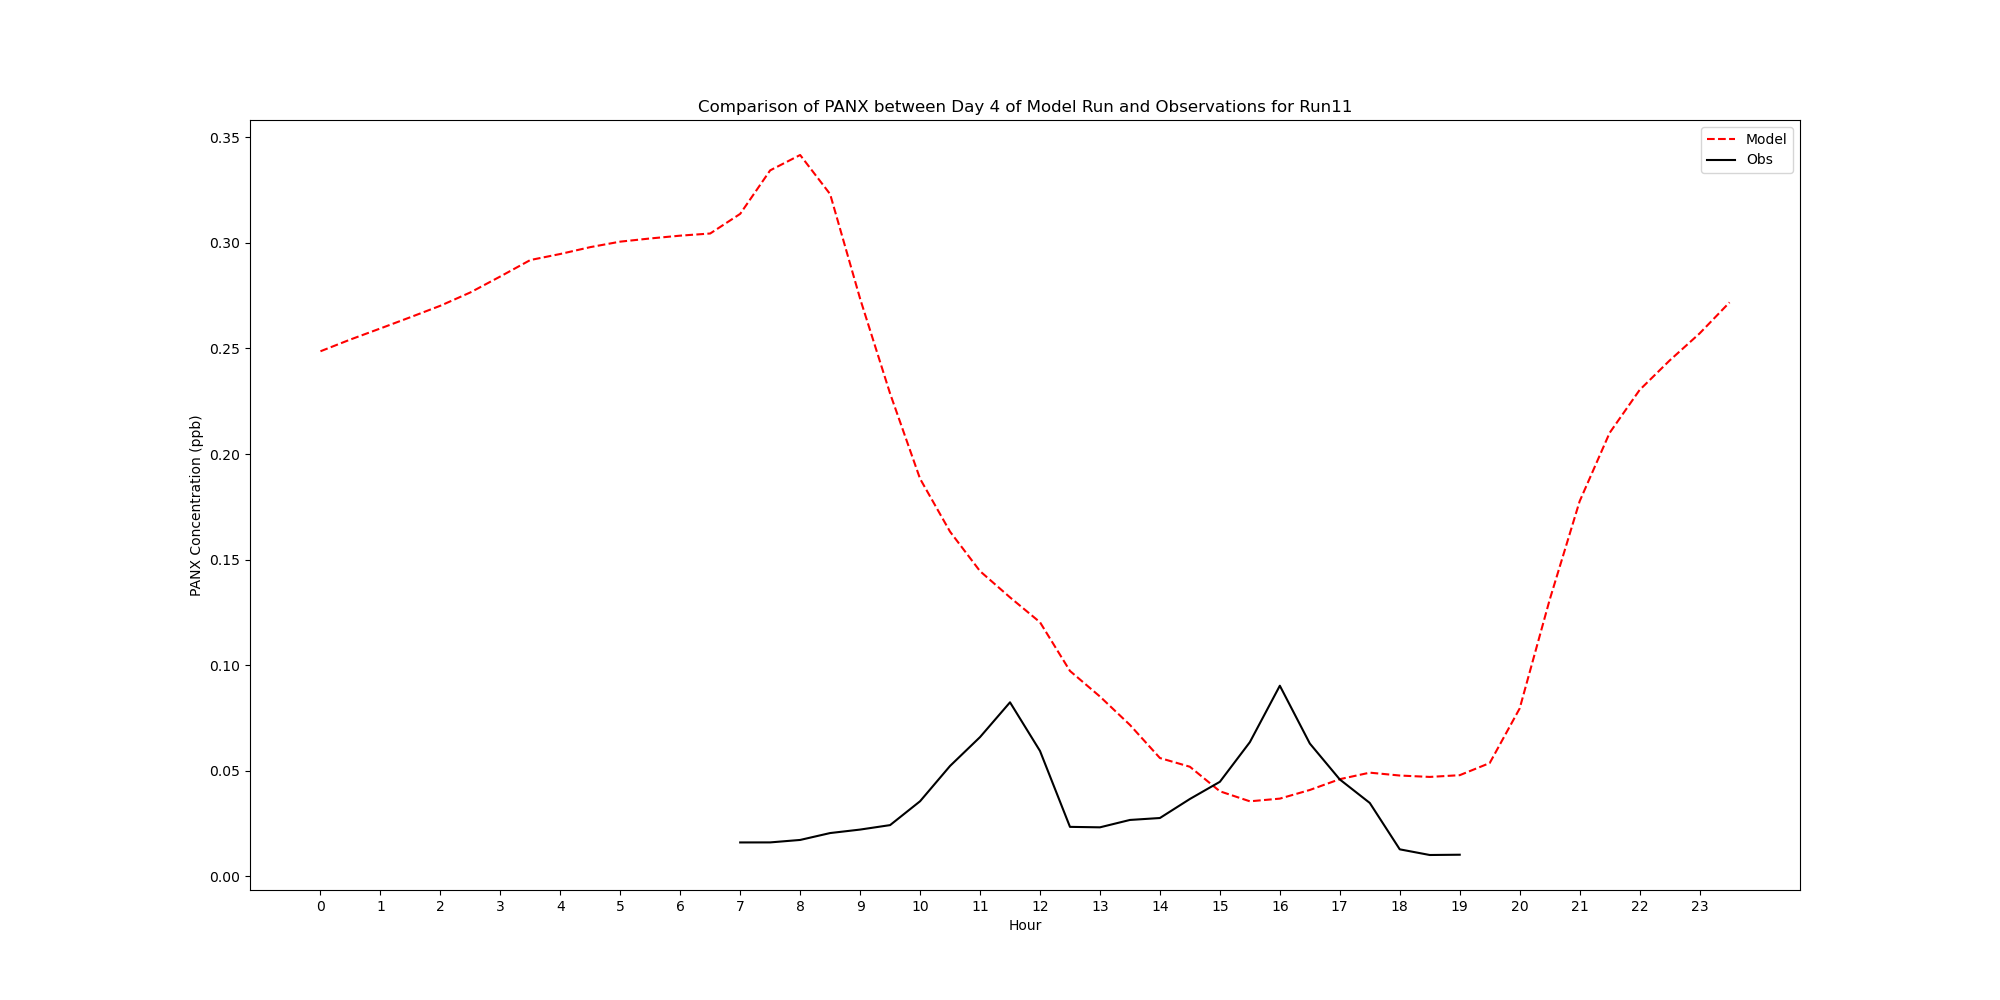 Comparison of PANX between Day 4 of Model Run and Observations for Run11
Model
Obs
PANX Concentration (ppb)
0.35
0.30
0.25
0.20
0.15
0.10
0.05
0.00
0 1 2 3 4 5 6 7 8 9 10 11 12 13 14 15 16 17 18 19 20 21 22 23
Hour